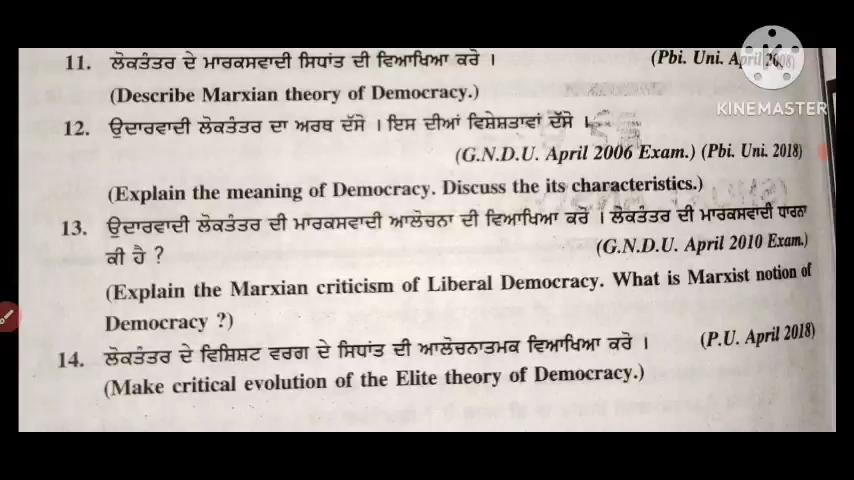 11. ਲੋਕਤੰਤਰ ਦੇ ਮਾਰਕਸਵਾਦੀ ਸਿਧਾਂਤ ਦੀ ਵਿਆਖਿਆ ਕਰੋ । (Pbi. Uni. April
KINEMASTER
(Describe Marxian theory of Democracy.)
12. ਉਦਾਰਵਾਦੀ ਲੋਕਤੰਤਰ ਦਾ ਅਰਥ ਦੱਸੋ । ਇਸ ਦੀਆਂ ਵਿਸ਼ੇਸ਼ਤਾਵਾਂ ਦੱਸੋ ।
(G.N.D.U. April 2006 Exam.) (Pbi. Uni. 2018)
(Explain the meaning of Democracy. Discuss the its characteristics.)
13. ਉਦਾਰਵਾਦੀ ਲੋਕਤੰਤਰ ਦੀ ਮਾਰਕਸਵਾਦੀ ਆਲੋਚਨਾ ਦੀ ਵਿਆਖਿਆ ਕਰੋ । ਲੋਕਤੰਤਰ ਦੀ ਮਾਰਕਸਵਾਦੀ ਧਾਰਨਾ
ਕੀ ਹੈ ? (G.N.D.U. April 2010 Exam.)
(Explain the Marxian criticism of Liberal Democracy. What is Marxist notion of
Democracy ?)
14. ਲੋਕਤੰਤਰ ਦੇ ਵਿਸ਼ਿਸ਼ਟ ਵਰਗ ਦੇ ਸਿਧਾਂਤ ਦੀ ਆਲੋਚਨਾਤਮਕ ਵਿਆਖਿਆ ਕਰੋ । (P.U. April 2018)
(Make critical evolution of the Elite theory of Democracy.)